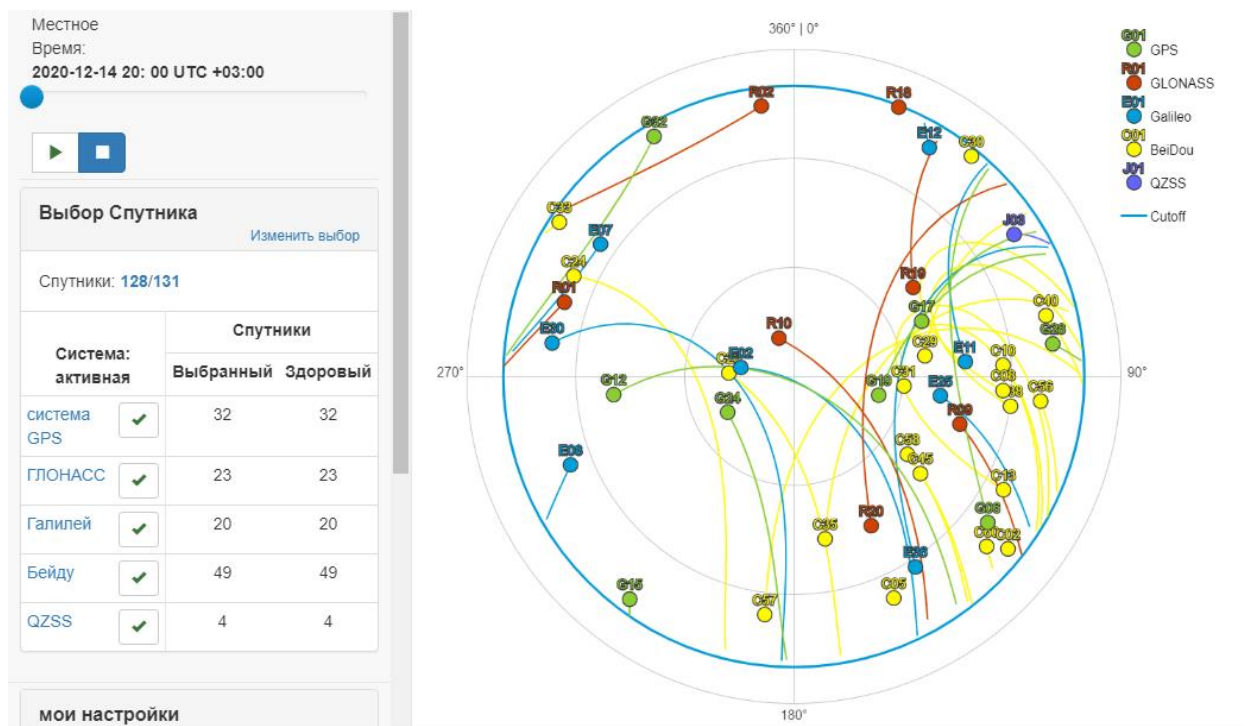 Местное
Время:
2020-12-14 20: 00 UTC +03:00
Выбор Спутника
Изменить выбор
Спутники: 128/131
Система:
активная
Спутники
Выбранный Здоровый
система
GPS
32 32
ГЛОНАСС
23 23
Галилей
20 20
Бейду
49 49
QZSS
4 4
мои настройки
360° | 0°
R02
R18
G32
E12
C30
C33
E07
J03
C24
R01
R19
C40
G17
E30
R10
G28
C29
E11
C10
E02
270°
90°
G12
G19
C31
E25
C08
38
C56
G24
R09
C58
E08
C45
C13
R20
C35
G06
C02
E36
G15
C57
C05
180°
G01
GPS
R01
GLONASS
E01
Galileo
C01
BeiDou
J01
QZSS
Cutoff